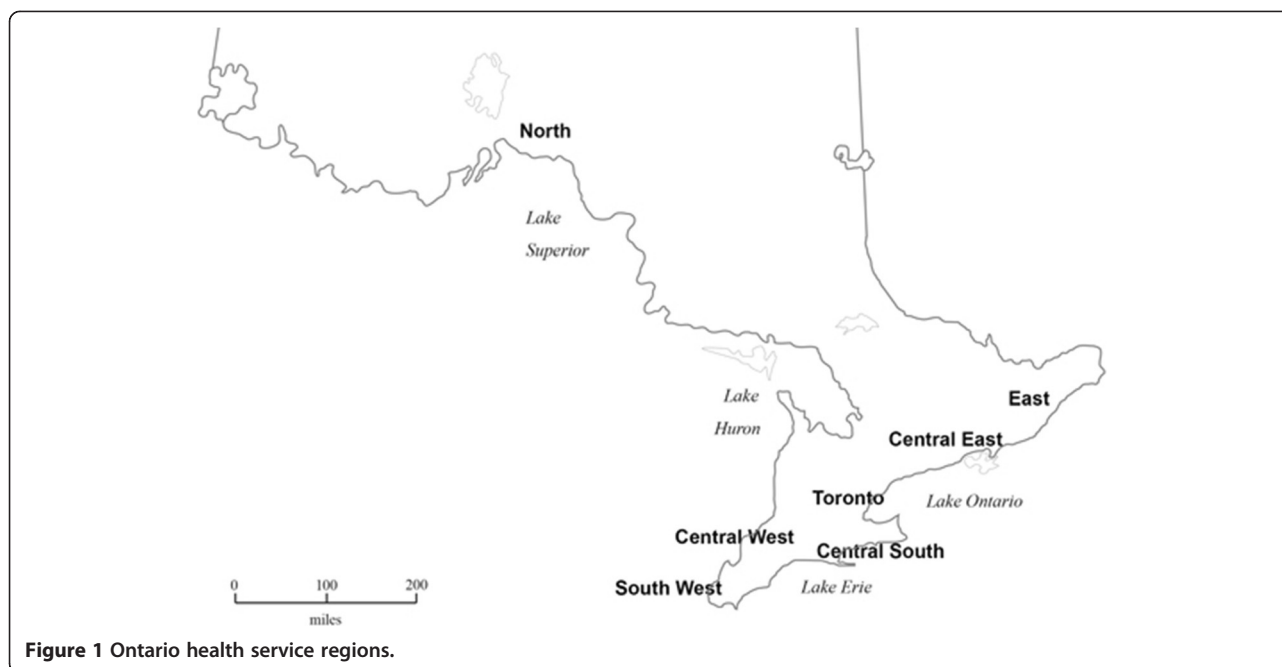 North
Lake
Superior
Lake
Huron
East
Central East
Toronto
Lake Ontario
Central West
Central South
South West
Lake Erie
0 100 200
miles
Figure 1 Ontario health service regions.